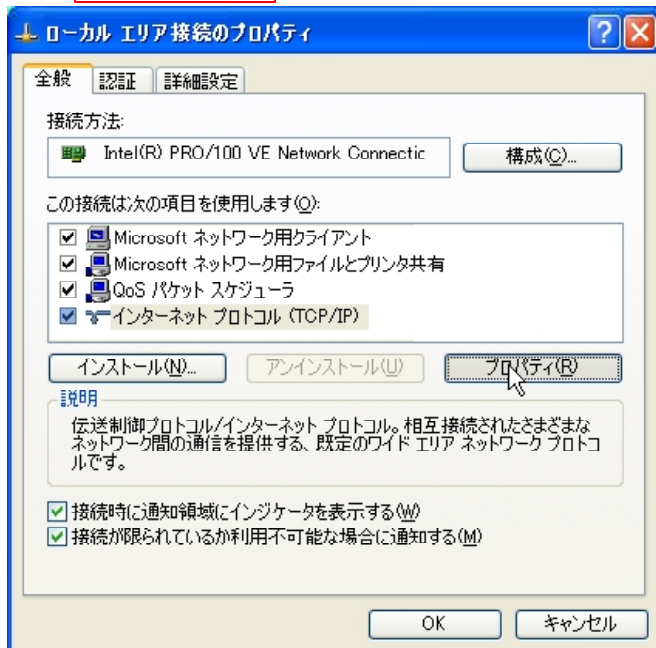 ローカル エリア接続のプロパティ
全般 認証 詳細設定
接続方法:
Intel(R) PRO/100 VE Network Connectic
構成(C)...
この接続は次の項目を使用します(O):
Microsoft ネットワーク用クライアント
Microsoft ネットワーク用ファイルとプリンタ共有
QoS パケット スケジューラ
インターネット プロトコル (TCP/IP)
インストール(N)... アンインストール(U) プロパティ(R)
説明
伝送制御プロトコル/インターネット プロトコル。相互接続されたさまざまな
ネットワーク間の通信を提供する、既定のワイド エリア ネットワーク プロトコ
ルです。
接続時に通知領域にインジケータを表示する(W)
接続が限られているか利用不可能な場合に通知する(M)
OK キャンセル